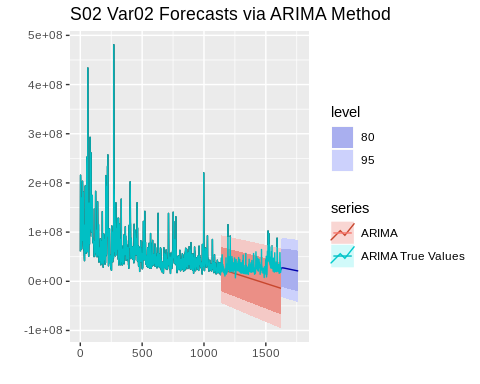 S02 Var02 Forecasts via ARIMA Method
5e+08
4e+08
3e+08
2e+08
1e+08
0e+00
-1e+08
0 500 1000 1500
level
80
95
series
ARIMA
ARIMA True Values